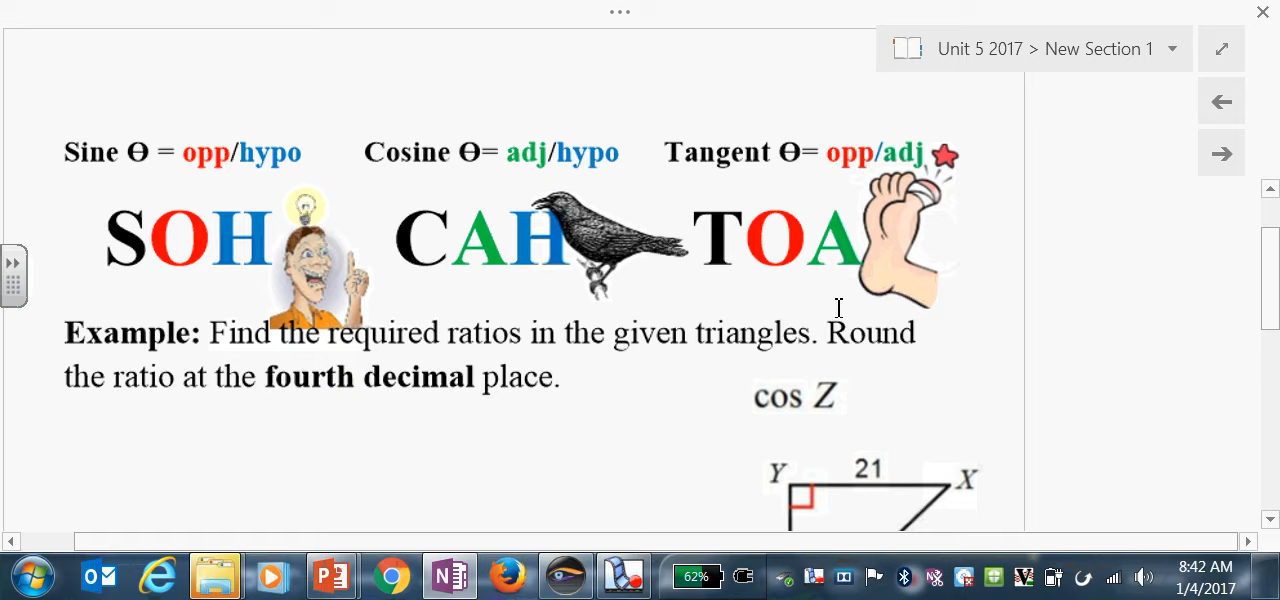 Unit 5 2017 > New Section 1
Sine Ɵ = opp/hypo Cosine Ɵ= adj/hypo Tangent Ɵ= opp/adj
SOH CAH TOA
Example: Find the required ratios in the given triangles. Round
the ratio at the fourth decimal place.
cos Z
Y 21 X
62%
8:42 AM
1/4/2017